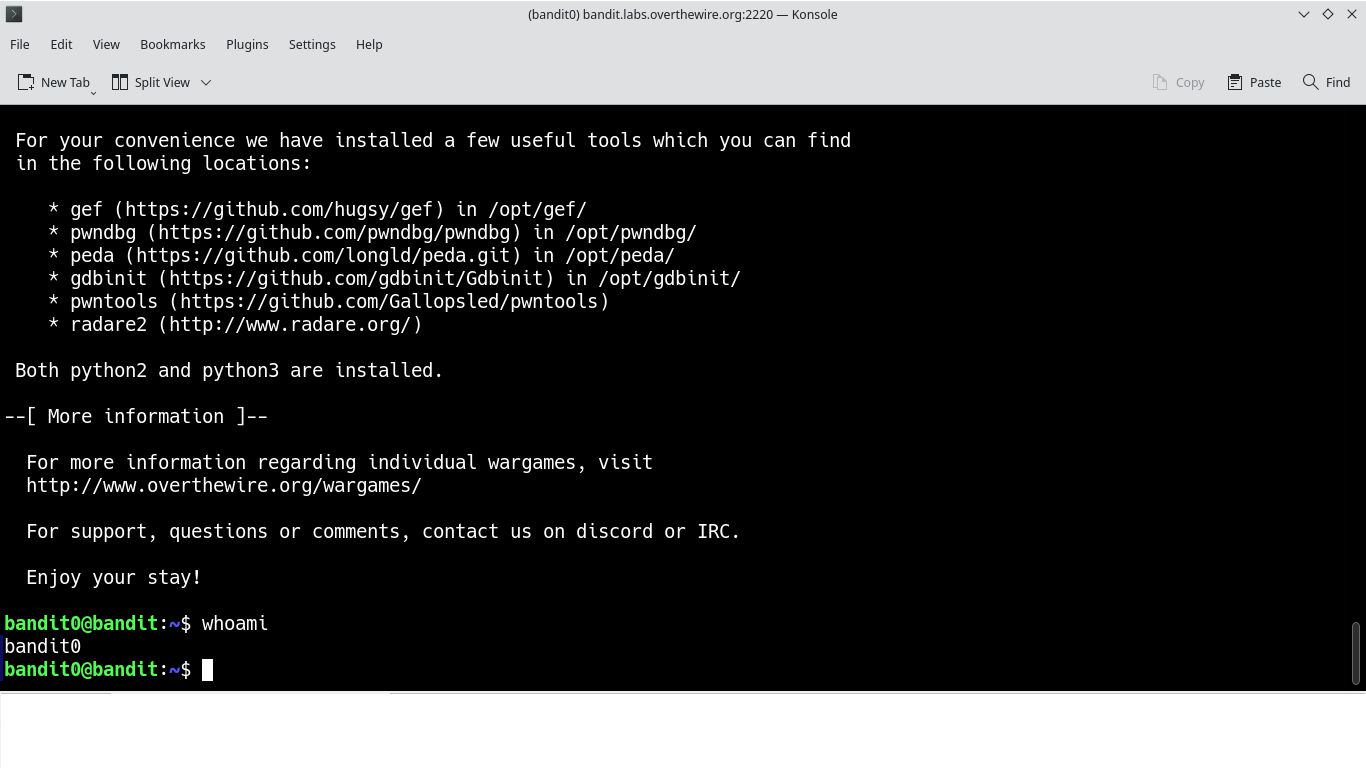 (bandit0) bandit.labs.overthewire.org:2220 — Konsole
File Edit View Bookmarks Plugins Settings Help
New Tab Split View Copy Paste Find
For your convenience we have installed a few useful tools which you can find
in the following locations:
* gef (https://github.com/hugsy/gef) in /opt/gef/
* pwndbg (https://github.com/pwndbg/pwndbg) in /opt/pwndbg/
* peda (https://github.com/longld/peda.git) in /opt/peda/
* gdbinit (https://github.com/gdbinit/Gdbinit) in /opt/gdbinit/
* pwntools (https://github.com/Gallopsled/pwntools)
* radare2 (http://www.radare.org/)
Both python2 and python3 are installed.
--[ More information ]--
For more information regarding individual wargames, visit
http://www.overthewire.org/wargames/
For support, questions or comments, contact us on discord or IRC.
Enjoy your stay!
bandit0@bandit:~$ whoami
bandit0
bandit0@bandit:~$